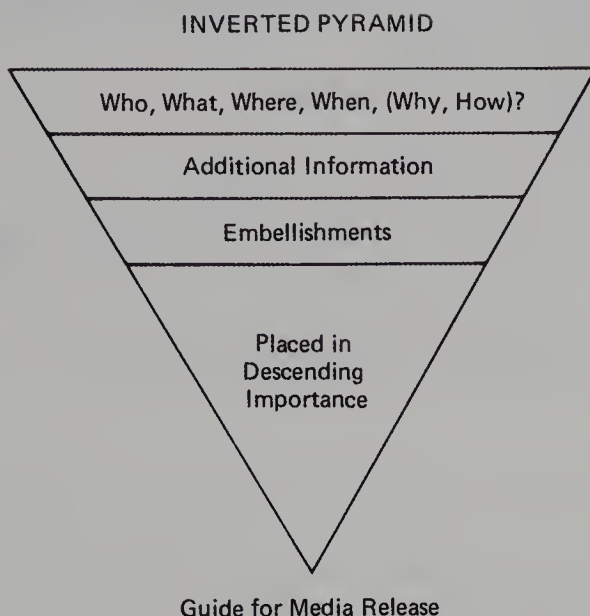 INVERTED PYRAMID
Who, What, Where, When, (Why, How)?
Additional Information
Embellishments
Placed in
Descending
Importance
Guide for Media Release